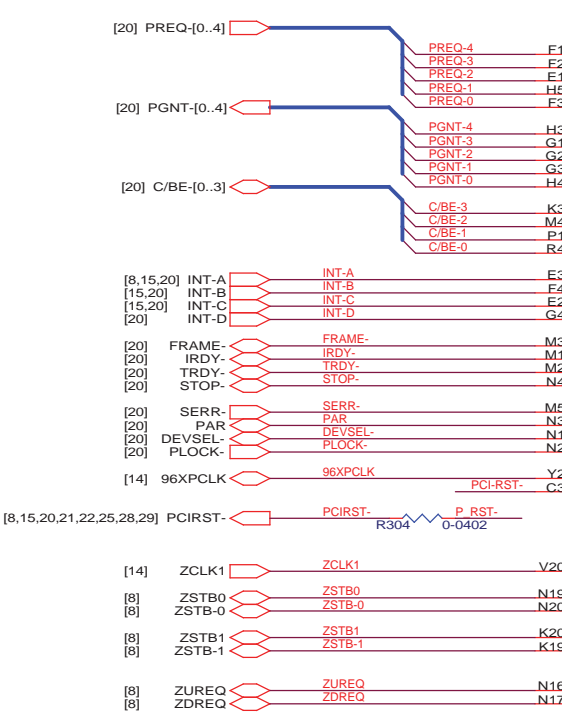 [20] PREQ-[0..4]
PREQ-4 F1
PREQ-3 F2
PREQ-2 E1
PREQ-1 H5
PREQ-0 F3
[20] PGNT-[0..4]
PGNT-4 H3
PGNT-3 G1
PGNT-2 G2
PGNT-1 G3
PGNT-0 H4
[20] C/BE-[0..3]
C/BE-3 K3
C/BE-2 M4
C/BE-1 P1
C/BE-0 R4
[8,15,20] INT-A INT-A E3
[15,20] INT-B INT-B F4
[15,20] INT-C INT-C E2
[20] INT-D INT-D G4
[20] FRAME- FRAME- M3
[20] IRDY- IRDY- M1
[20] TRDY- TRDY- M2
[20] STOP- STOP- N4
[20] SERR- SERR- M5
[20] PAR PAR N3
[20] DEVSEL- DEVSEL- N1
[20] PLOCK- PLOCK- N2
[14] 96XPCLK 96XPCLK Y2
PCI-RST- C3
[8,15,20,21,22,25,28,29] PCIRST- PCIRST- P_RST-
R304 0-0402
[14] ZCLK1 ZCLK1 V20
[8] ZSTB0 ZSTB0 N19
[8] ZSTB-0 ZSTB-0 N20
[8] ZSTB1 ZSTB1 K20
[8] ZSTB-1 ZSTB-1 K19
[8] ZUREQ ZUREQ N16
[8] ZDREQ ZDREQ N17